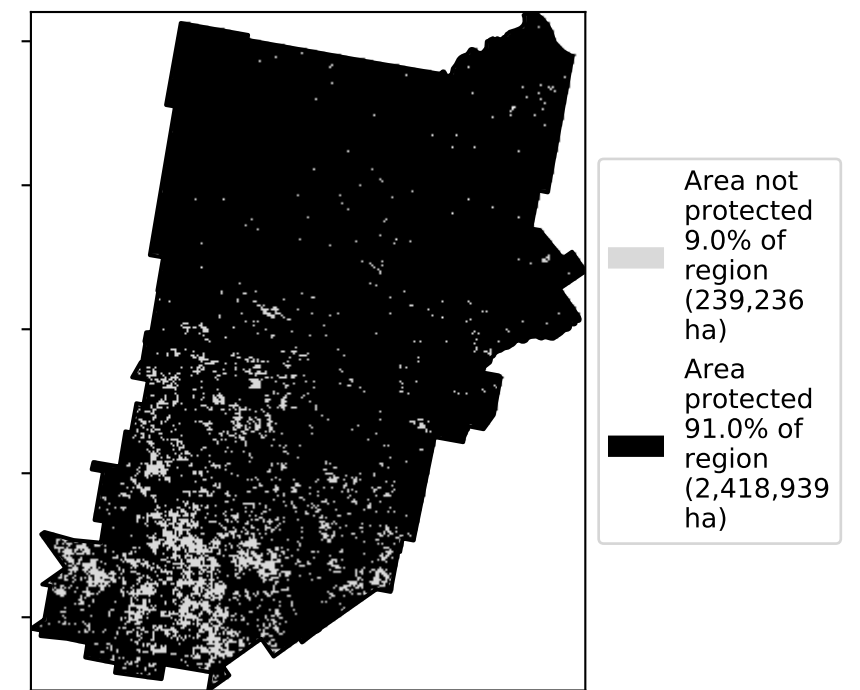 Area not
protected
9.0% of
region
(239,236
ha)
Area
protected
91.0% of
region
(2,418,939
ha)